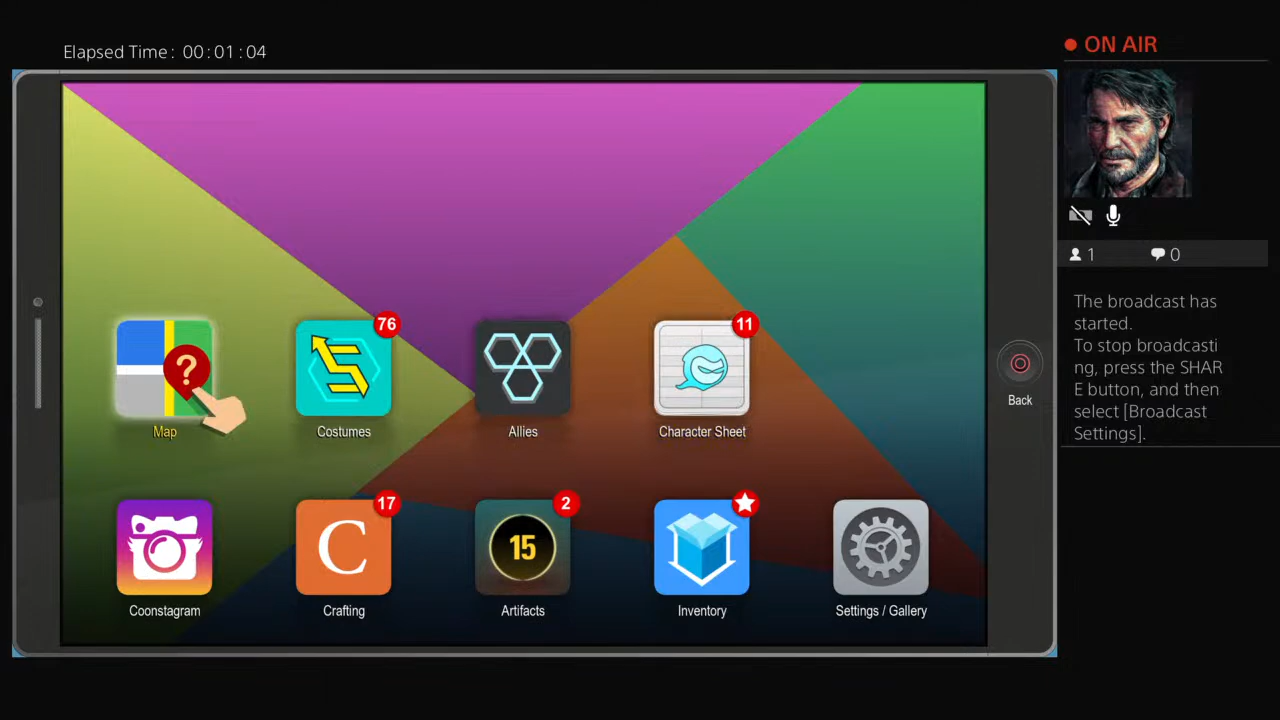 Elapsed Time: 00:01:04
ON AIR
1
0
The broadcast has
started.
To stop broadcasti
ng, press the SHAR
E button, and then
select [Broadcast
Settings].
?
76
11
Map
Costumes
Allies
Character Sheet
Back
17
2
C
15
Coonstagram
Crafting
Artifacts
Inventory
Settings / Gallery